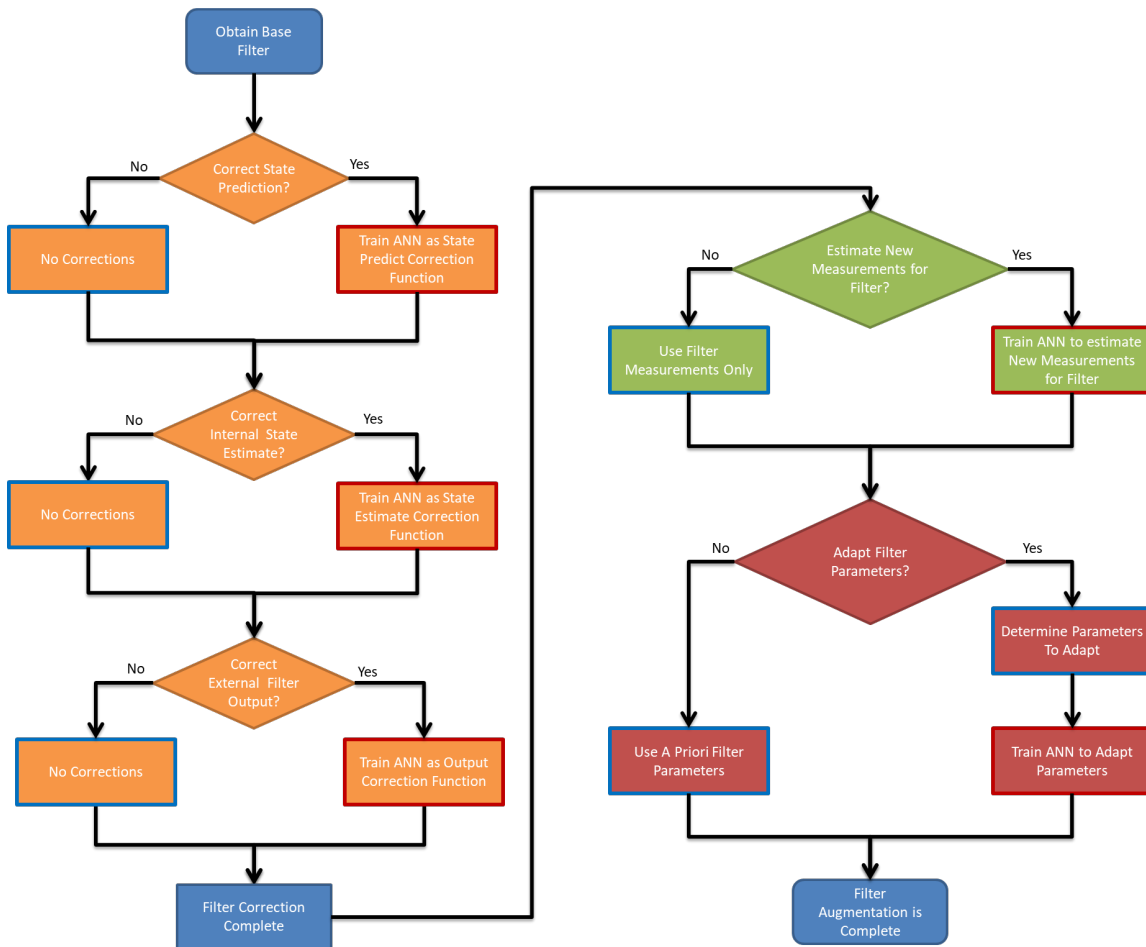 Obtain Base
Filter
Correct State
Prediction?
No
Yes
No Corrections
Train ANN as State
Predict Correction
Function
Correct
Internal State
Estimate?
No
Yes
No Corrections
Train ANN as State
Estimate Correction
Function
Correct
External Filter
Output?
No
Yes
No Corrections
Train ANN as Output
Correction Function
Filter Correction
Complete
Estimate New
Measurements for
Filter?
No
Yes
Use Filter
Measurements Only
Train ANN to estimate
New Measurements
for Filter
Adapt Filter
Parameters?
No
Yes
Determine Parameters
To Adapt
Use A Priori Filter
Parameters
Train ANN to Adapt
Parameters
Filter
Augmentation is
Complete